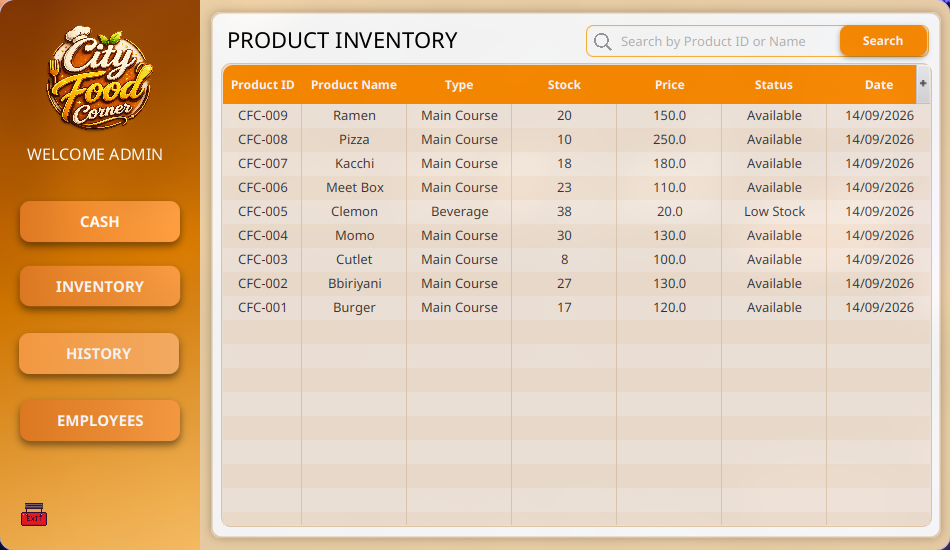 City
Food
Corner
WELCOME ADMIN
CASH
INVENTORY
HISTORY
EMPLOYEES
Exit
PRODUCT INVENTORY
Search by Product ID or Name
Search
Product ID Product Name Type Stock Price Status Date +
CFC-009 Ramen Main Course 20 150.0 Available 14/09/2026
CFC-008 Pizza Main Course 10 250.0 Available 14/09/2026
CFC-007 Kacchi Main Course 18 180.0 Available 14/09/2026
CFC-006 Meet Box Main Course 23 110.0 Available 14/09/2026
CFC-005 Clemon Beverage 38 20.0 Low Stock 14/09/2026
CFC-004 Momo Main Course 30 130.0 Available 14/09/2026
CFC-003 Cutlet Main Course 8 100.0 Available 14/09/2026
CFC-002 Bbiriyani Main Course 27 130.0 Available 14/09/2026
CFC-001 Burger Main Course 17 120.0 Available 14/09/2026